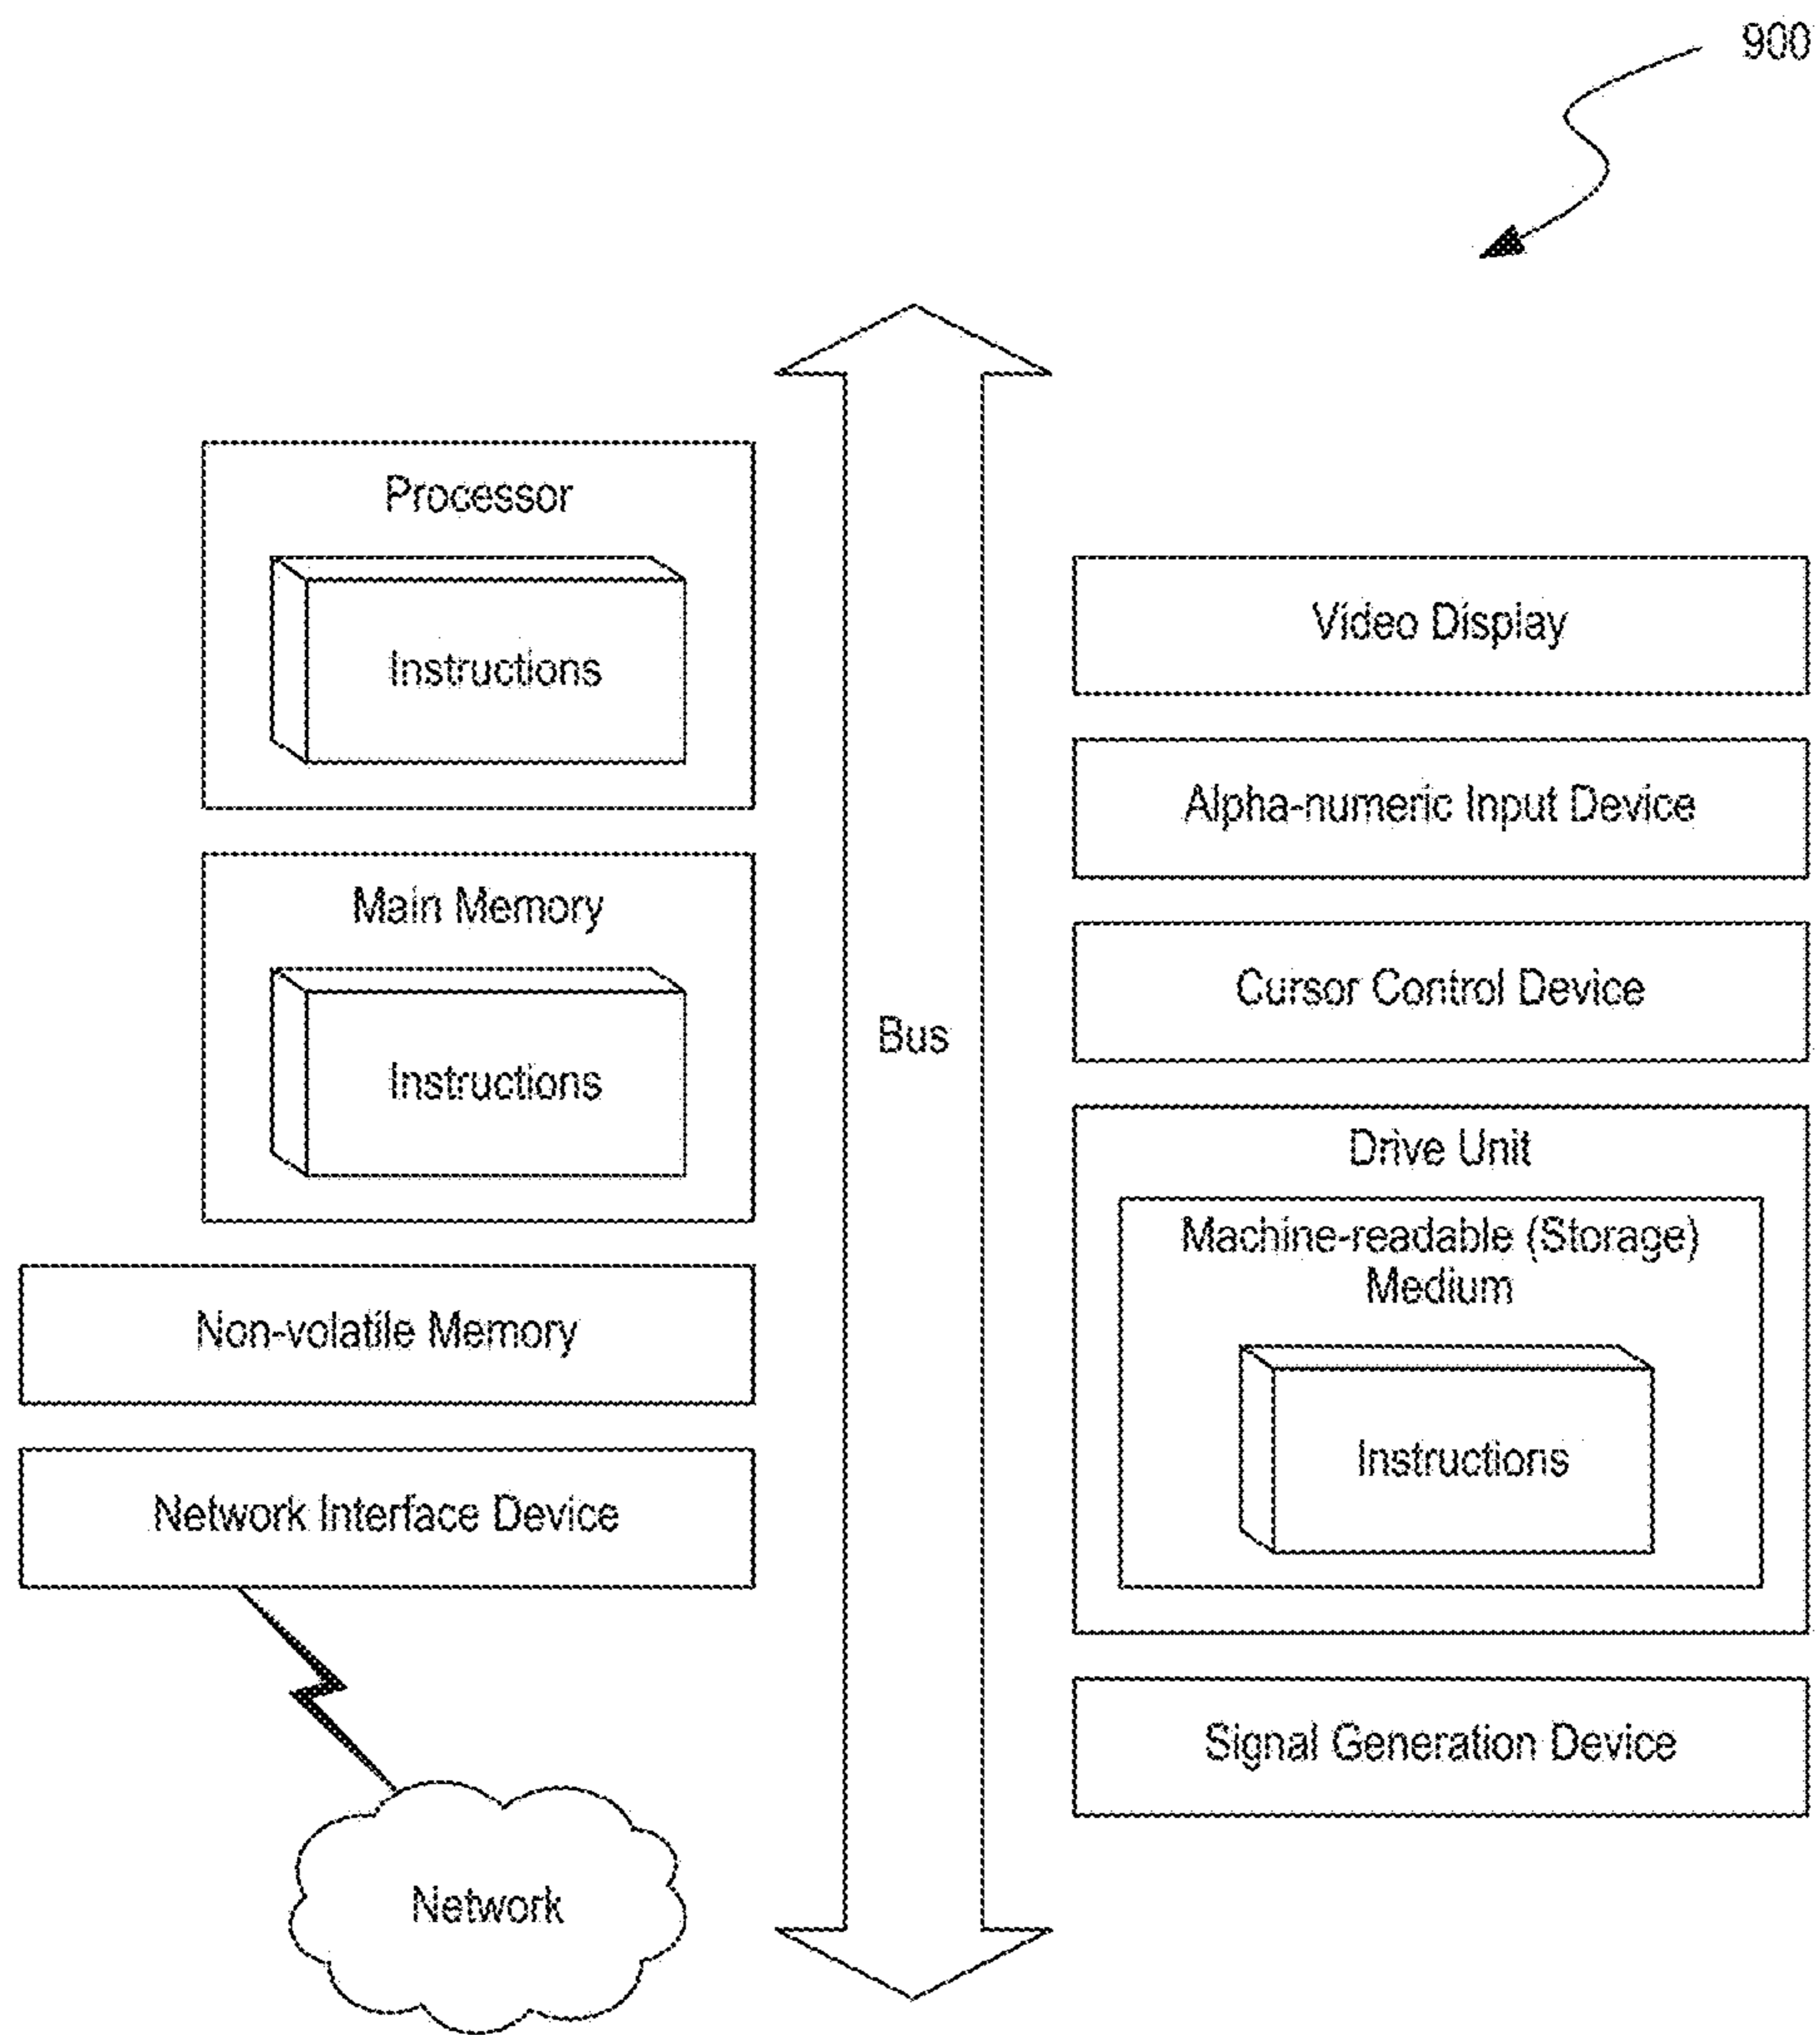 900
Processor
Instructions
Main Memory
Instructions
Non-volatile Memory
Network Interface Device
Network
Bus
Video Display
Alpha-numeric Input Device
Cursor Control Device
Drive Unit
Machine-readable (Storage)
Medium
Instructions
Signal Generation Device